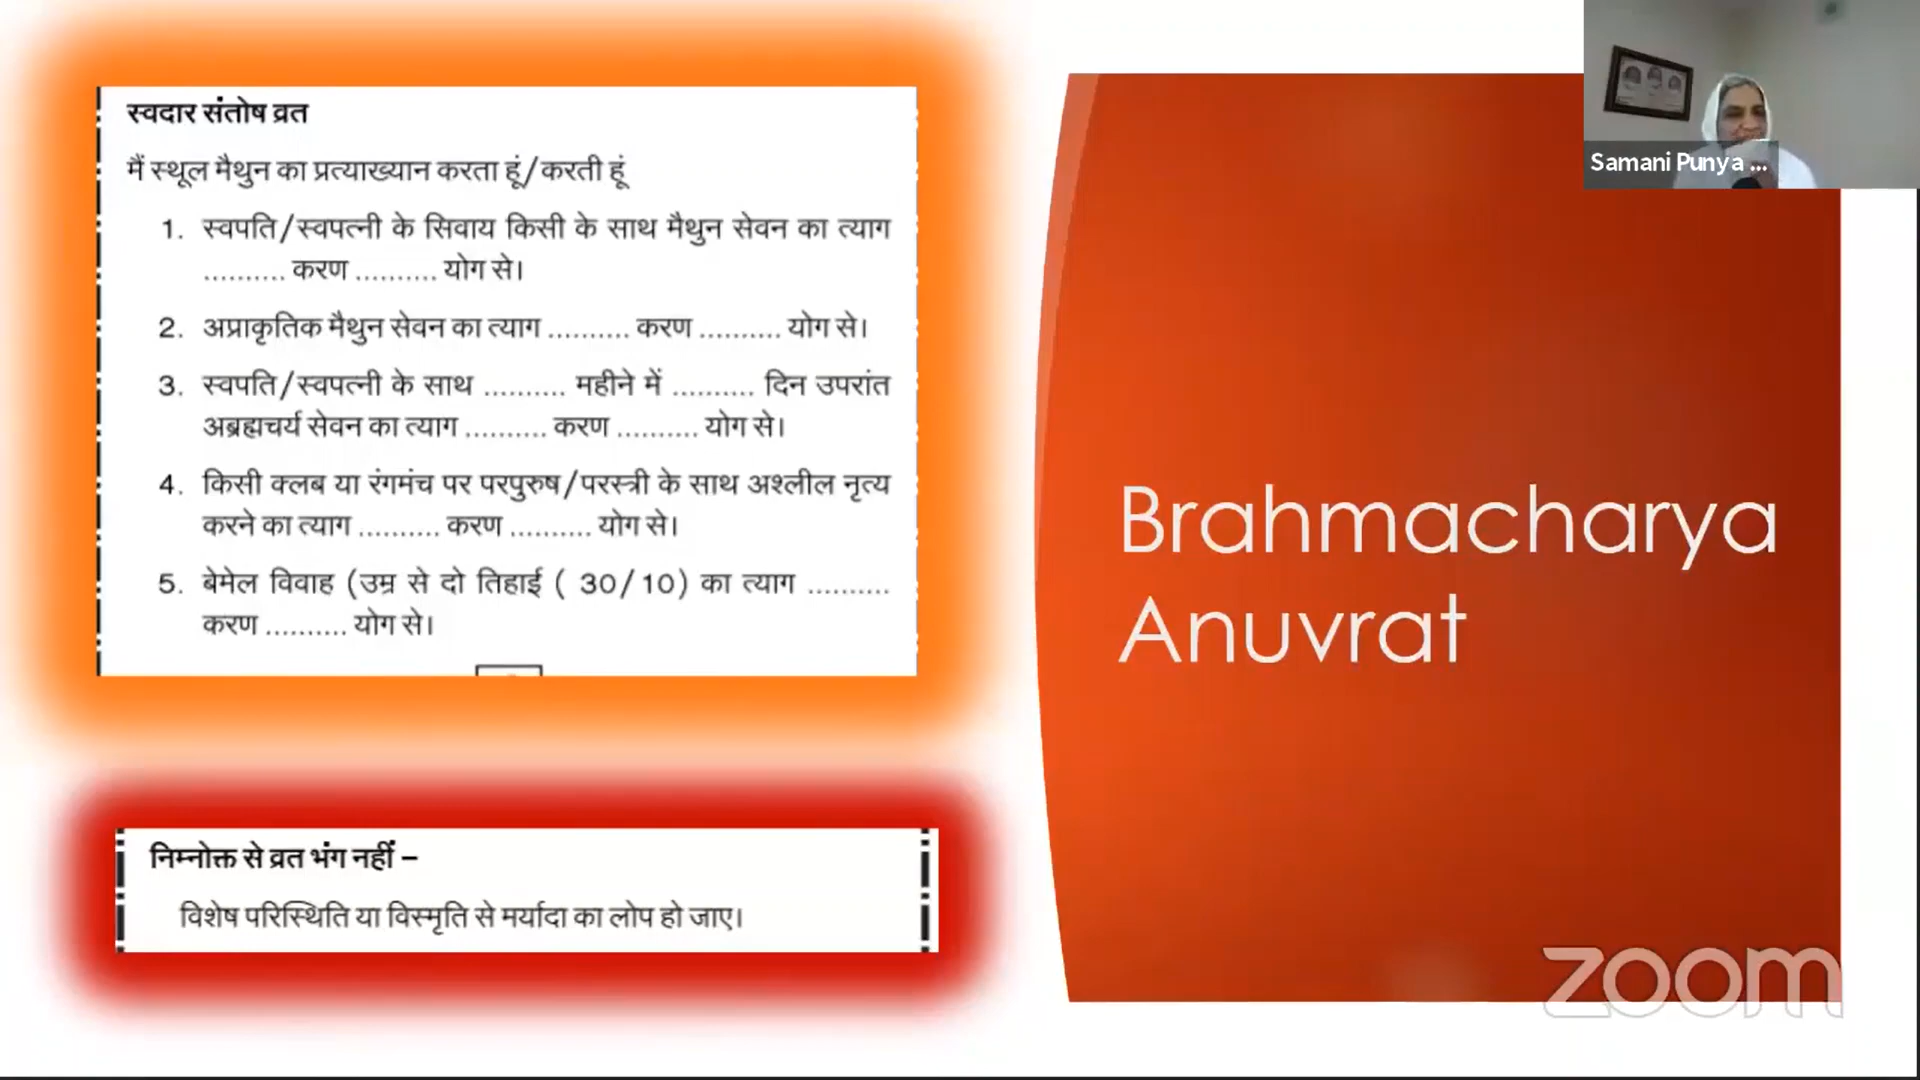 स्वदार संतोष व्रत
मैं स्थूल मैथुन का प्रत्याख्यान करता हूं/करती हूं
1. स्वपति/स्वपत्नी के सिवाय किसी के साथ मैथुन सेवन का त्याग
.......... करण .......... योग से।
2. अप्राकृतिक मैथुन सेवन का त्याग .......... करण .......... योग से।
3. स्वपति/स्वपत्नी के साथ .......... महीने में .......... दिन उपरांत
अब्रह्मचर्य सेवन का त्याग .......... करण .......... योग से।
4. किसी क्लब या रंगमंच पर परपुरुष/परस्त्री के साथ अश्लील नृत्य
करने का त्याग .......... करण .......... योग से।
5. बेमेल विवाह (उम्र से दो तिहाई ( 30/10) का त्याग ..........
करण .......... योग से।
निम्नोक्त से व्रत भंग नहीं –
विशेष परिस्थिति या विस्मृति से मर्यादा का लोप हो जाए।
Samani Punya ...
Brahmacharya
Anuvrat
zoom